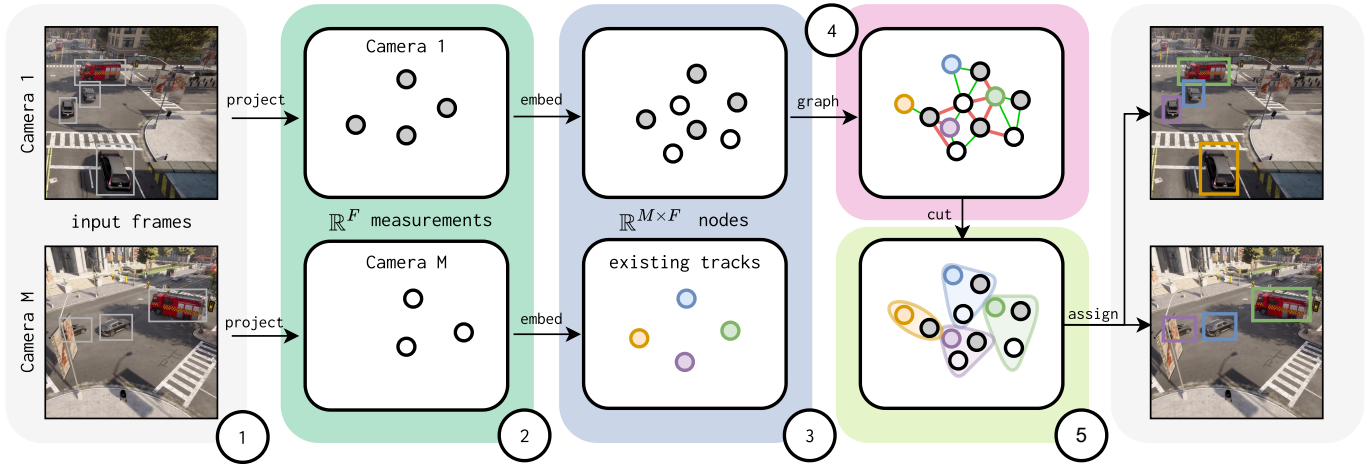 Camera 1
input frames
Camera M
1
project
project
Camera 1
ℝ^F measurements
Camera M
2
embed
embed
ℝ^{M×F} nodes
existing tracks
3
graph
4
cut
5
assign